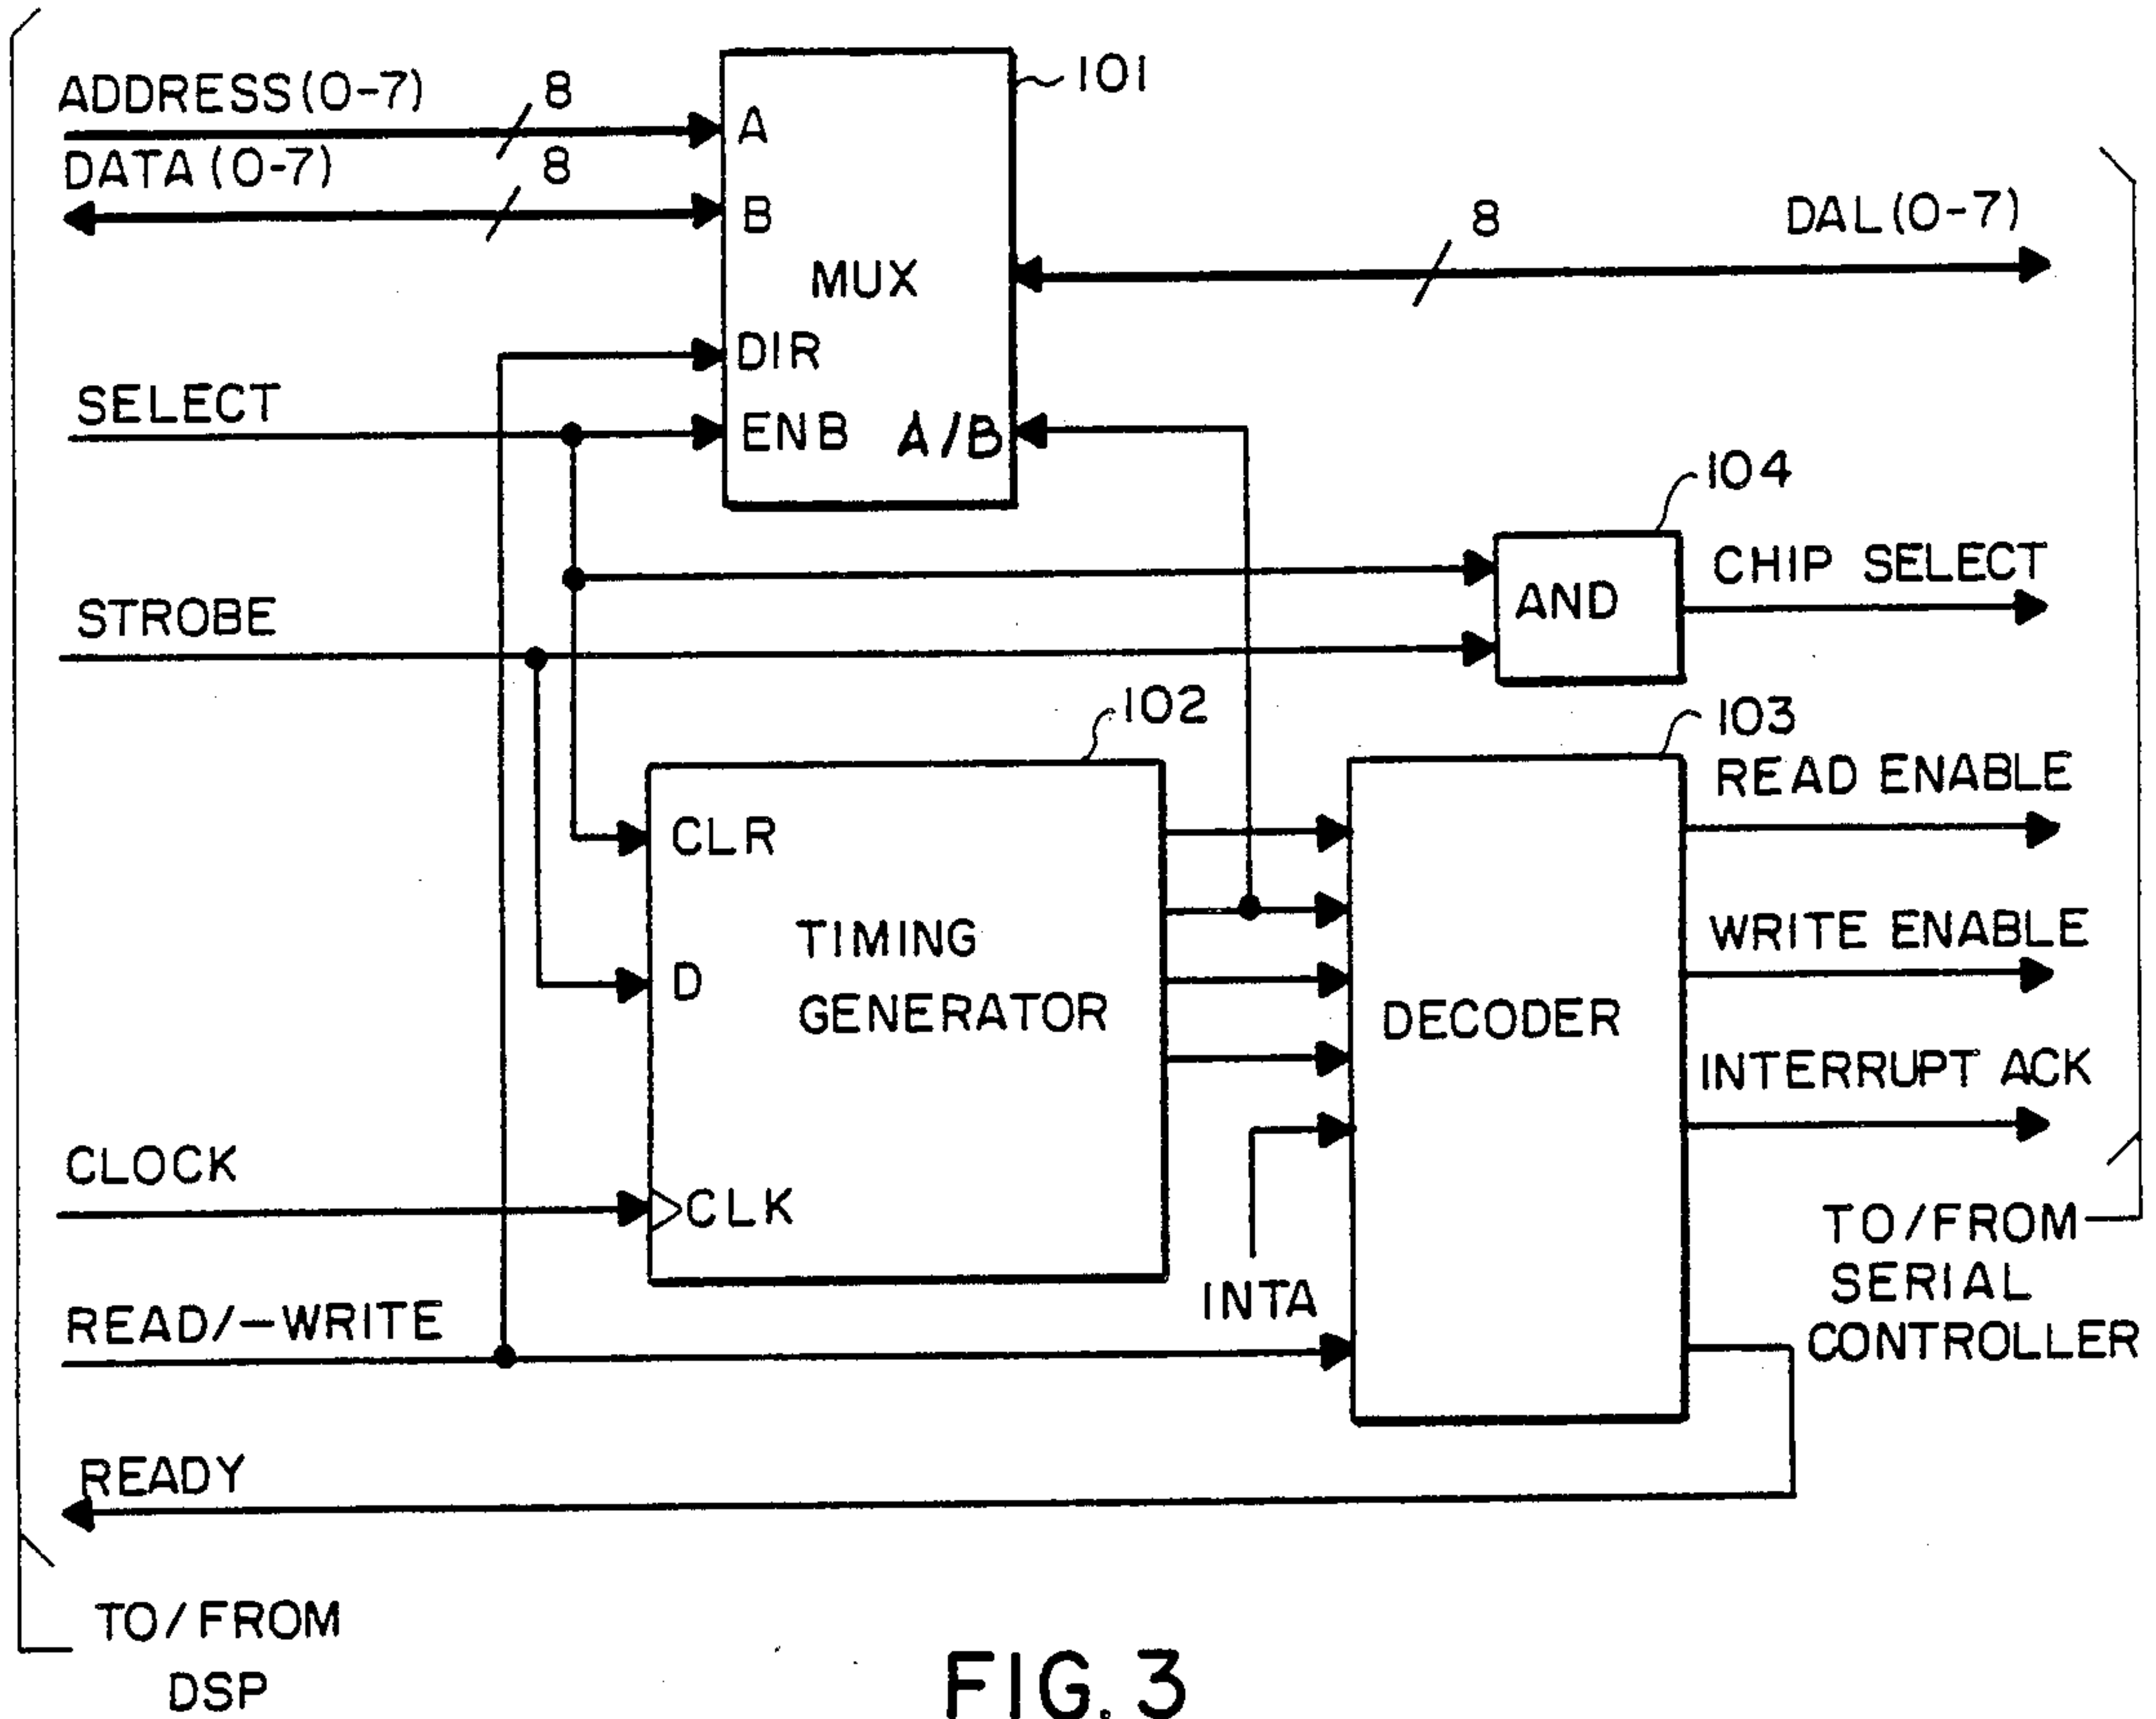 ADDRESS(0-7)
8
101
A
DATA(0-7)
8
B
8
DAL(0-7)
MUX
DIR
SELECT
ENB
A/B
104
CHIP SELECT
AND
STROBE
102
103
READ ENABLE
CLR
WRITE ENABLE
TIMING
GENERATOR
D
DECODER
INTERRUPT ACK
CLOCK
CLK
TO/FROM
SERIAL
CONTROLLER
INTA
READ/-WRITE
READY
TO/FROM
DSP
FIG. 3